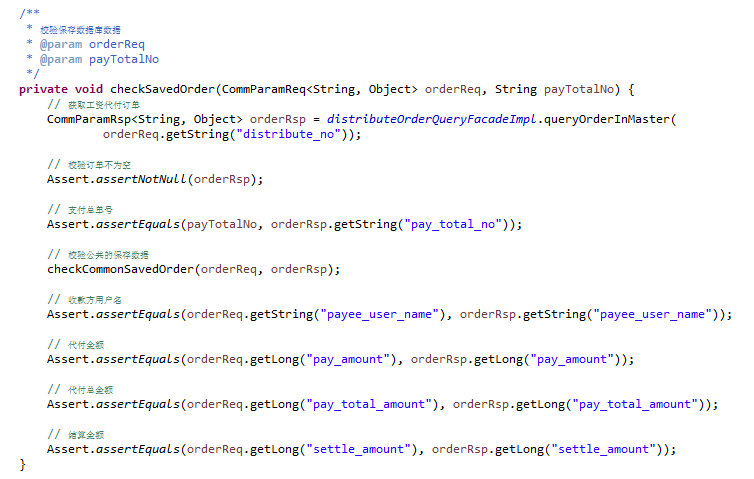 /**
 * 校验保存数据库数据
 * @param orderReq
 * @param payTotalNo
 */
private void checkSavedOrder(CommParamReq<String, Object> orderReq, String payTotalNo) {
    // 获取工资代付订单
    CommParamRsp<String, Object> orderRsp = distributeOrderQueryFacadeImpl.queryOrderInMaster(
            orderReq.getString("distribute_no"));

    // 校验订单不为空
    Assert.assertNotNull(orderRsp);

    // 支付总单号
    Assert.assertEquals(payTotalNo, orderRsp.getString("pay_total_no"));

    // 校验公共的保存数据
    checkCommonSavedOrder(orderReq, orderRsp);

    // 收款方用户名
    Assert.assertEquals(orderReq.getString("payee_user_name"), orderRsp.getString("payee_user_name"));

    // 代付金额
    Assert.assertEquals(orderReq.getLong("pay_amount"), orderRsp.getLong("pay_amount"));

    // 代付总金额
    Assert.assertEquals(orderReq.getLong("pay_total_amount"), orderRsp.getLong("pay_total_amount"));

    // 结算金额
    Assert.assertEquals(orderReq.getLong("settle_amount"), orderRsp.getLong("settle_amount"));
}